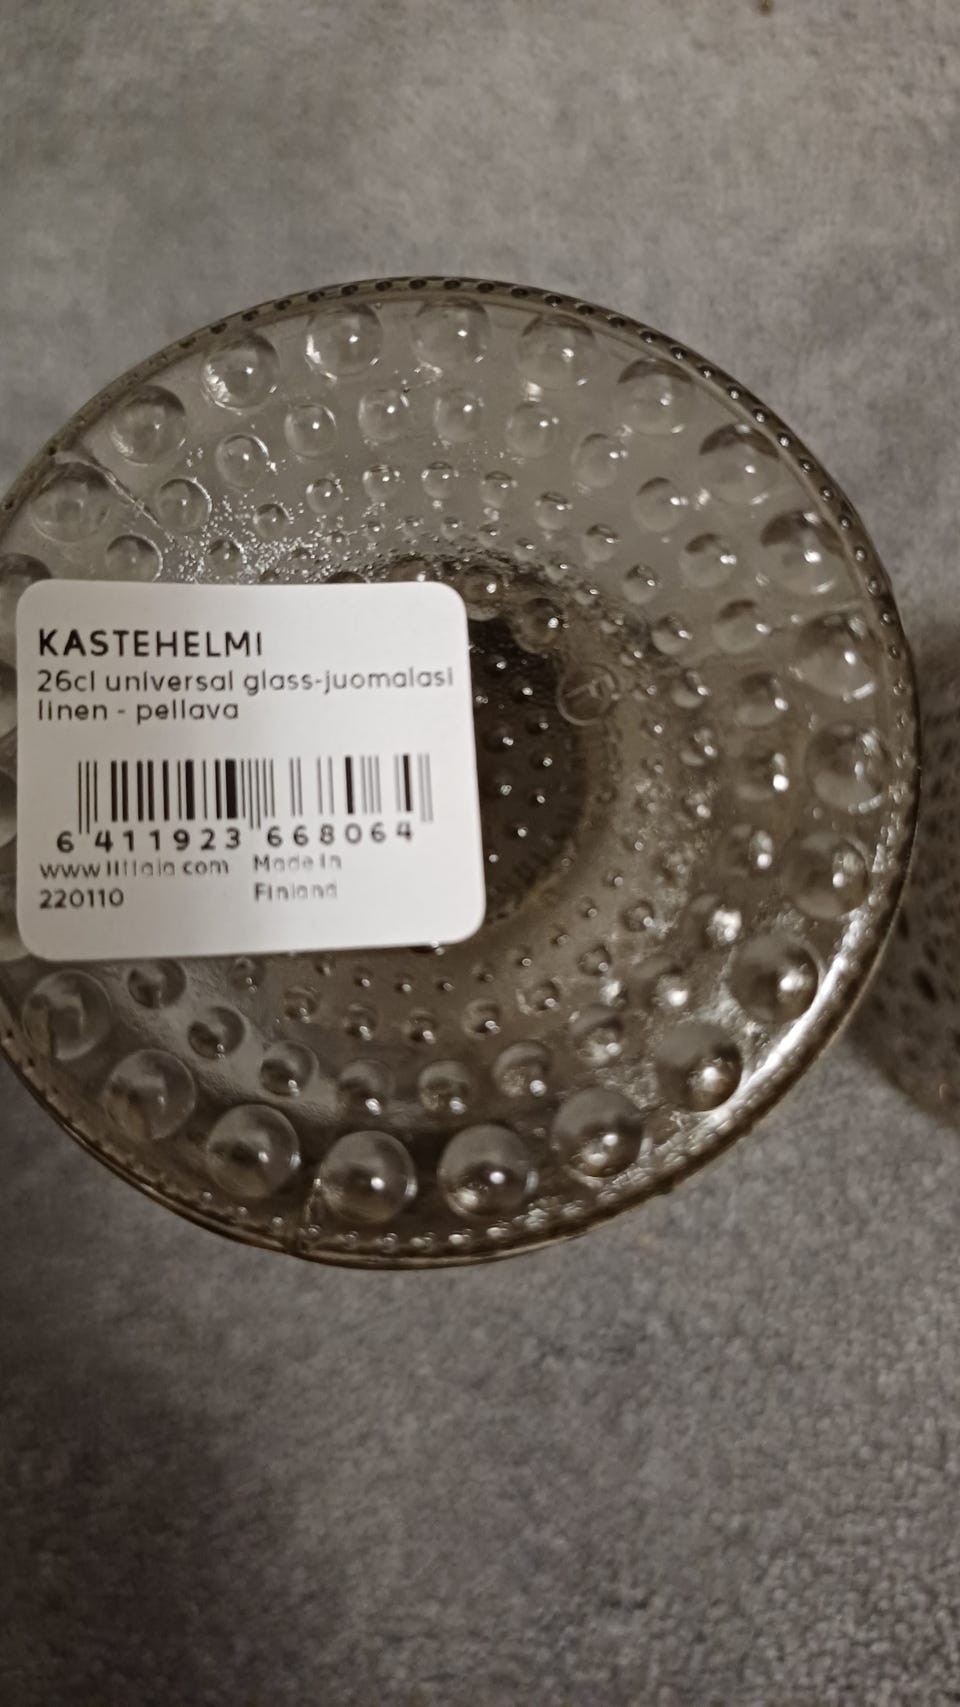 KASTEHELMI
26cl universal glass-juomalasi
linen - pellava
6 411923 668064
www.iittala.com Made in
220110 Finland